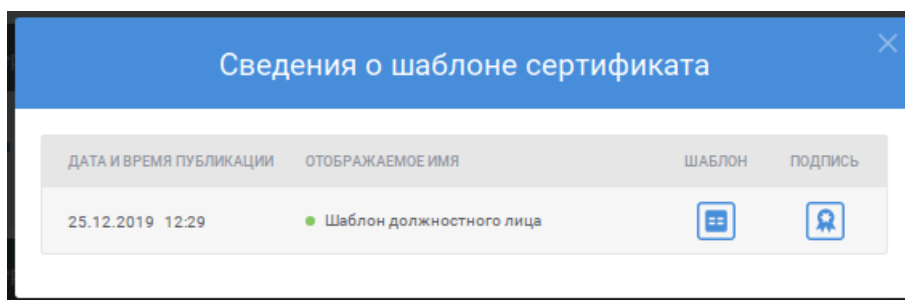 Сведения о шаблоне сертификата
ДАТА И ВРЕМЯ ПУБЛИКАЦИИ ОТОБРАЖАЕМОЕ ИМЯ ШАБЛОН ПОДПИСЬ
25.12.2019 12:29 Шаблон должностного лица